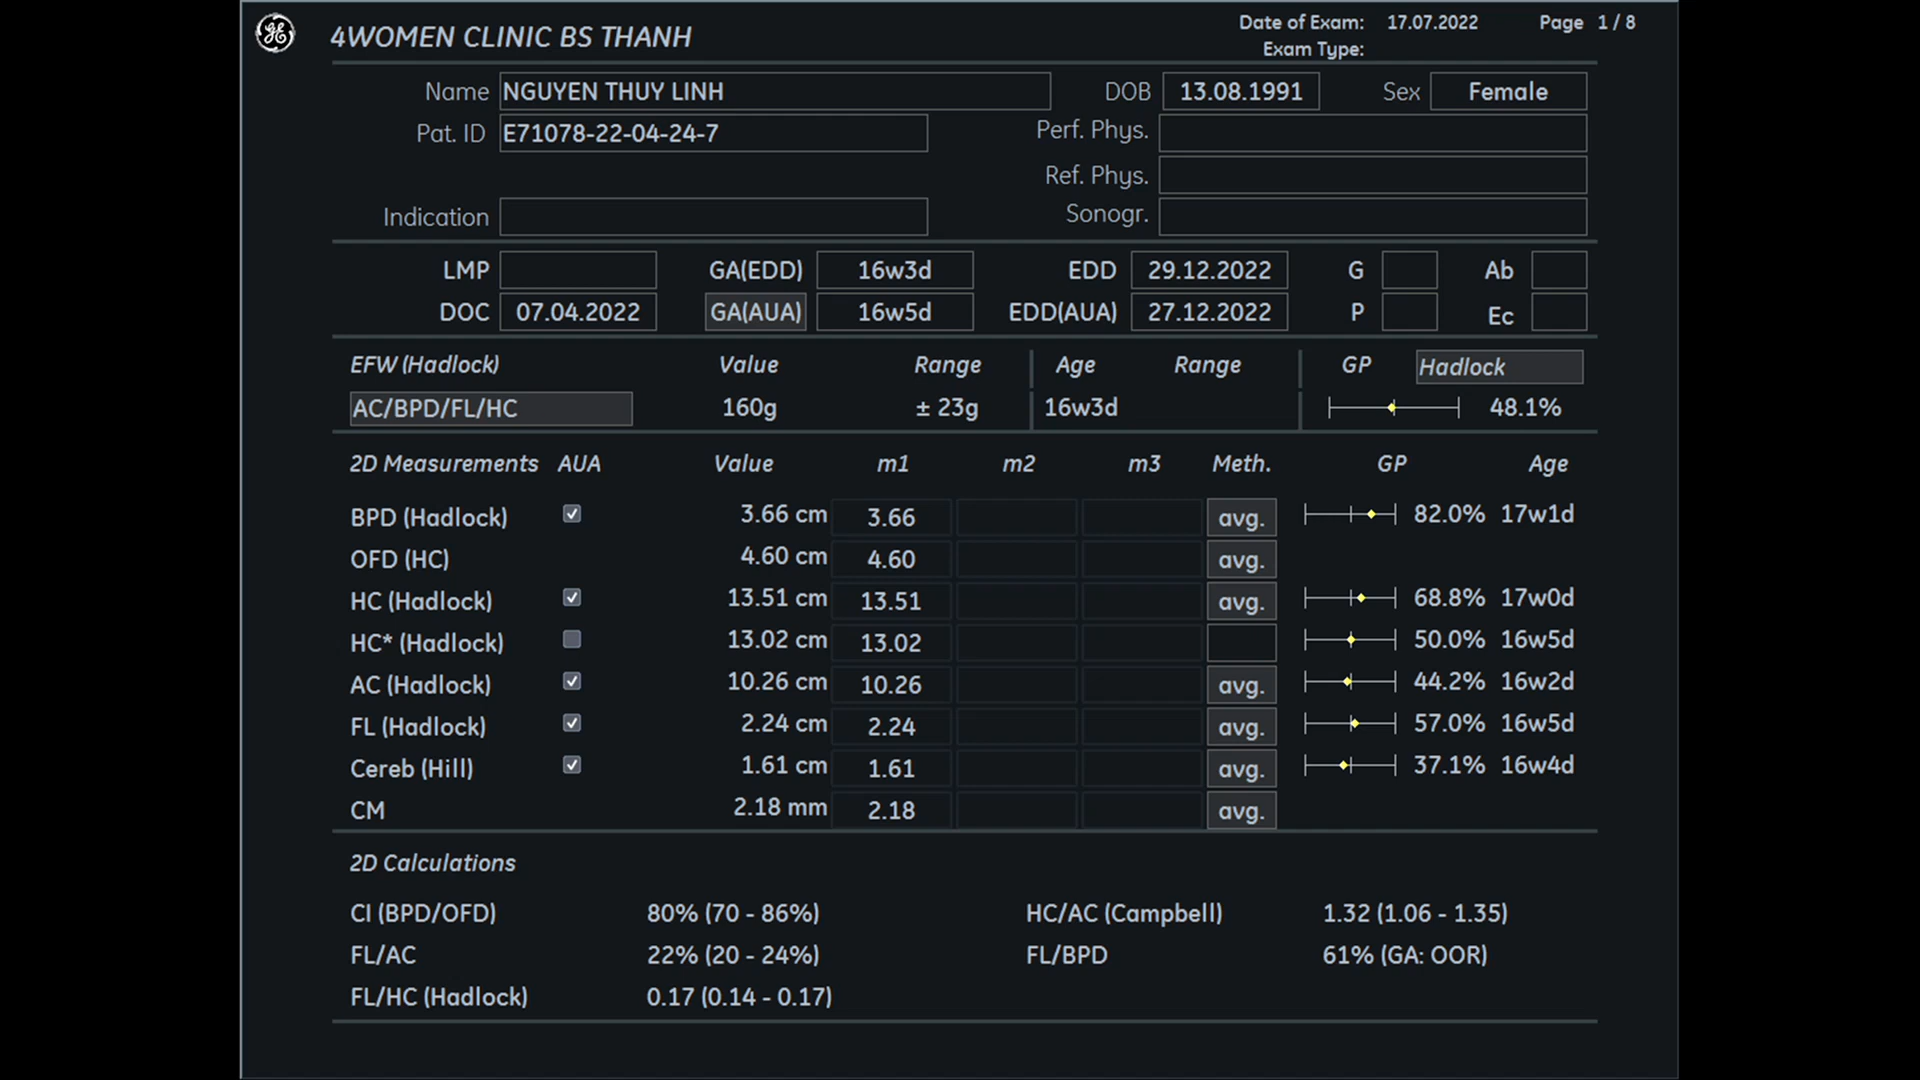 4WOMEN CLINIC BS THANH Date of Exam: 17.07.2022 Page 1 / 8
Exam Type:
Name NGUYEN THUY LINH DOB 13.08.1991 Sex Female
Pat. ID E71078-22-04-24-7 Perf. Phys.
Ref. Phys.
Indication Sonogr.
LMP GA(EDD) 16w3d EDD 29.12.2022 G Ab
DOC 07.04.2022 GA(AUA) 16w5d EDD(AUA) 27.12.2022 P Ec
EFW (Hadlock) Value Range Age Range GP Hadlock
AC/BPD/FL/HC 160g ± 23g 16w3d 48.1%
2D Measurements AUA Value m1 m2 m3 Meth. GP Age
BPD (Hadlock) 3.66 cm 3.66 avg. 82.0% 17w1d
OFD (HC) 4.60 cm 4.60 avg.
HC (Hadlock) 13.51 cm 13.51 avg. 68.8% 17w0d
HC* (Hadlock) 13.02 cm 13.02 50.0% 16w5d
AC (Hadlock) 10.26 cm 10.26 avg. 44.2% 16w2d
FL (Hadlock) 2.24 cm 2.24 avg. 57.0% 16w5d
Cereb (Hill) 1.61 cm 1.61 avg. 37.1% 16w4d
CM 2.18 mm 2.18 avg.
2D Calculations
CI (BPD/OFD) 80% (70 - 86%) HC/AC (Campbell) 1.32 (1.06 - 1.35)
FL/AC 22% (20 - 24%) FL/BPD 61% (GA: OOR)
FL/HC (Hadlock) 0.17 (0.14 - 0.17)